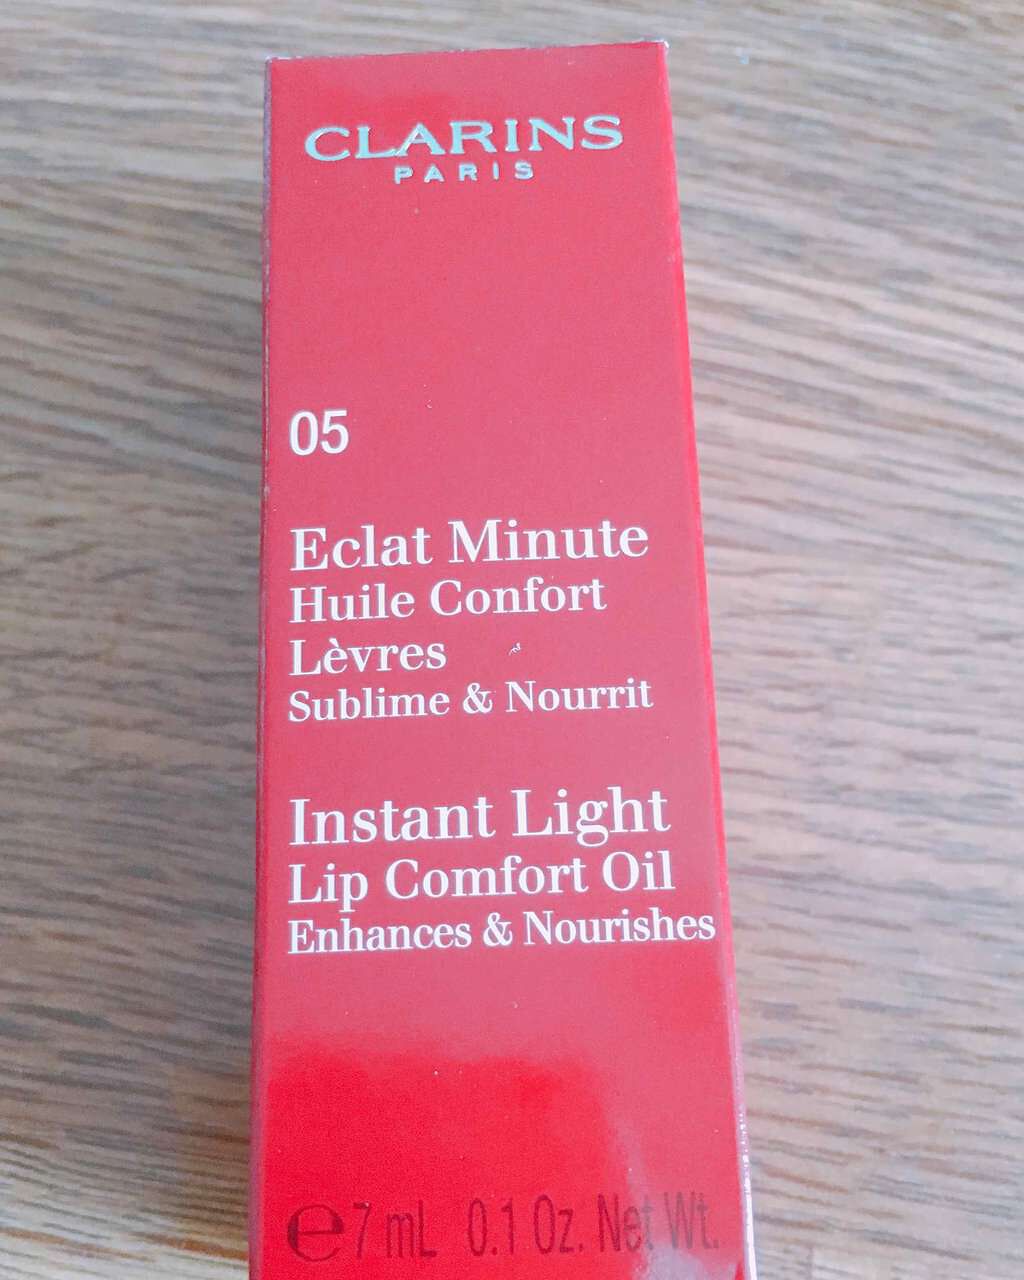 CLARINS
PARIS
05
Eclat Minute
Huile Confort
Lèvres
Sublime & Nourrit
Instant Light
Lip Comfort Oil
Enhances & Nourishes
℮ 7 mL 0.1 Oz. Net Wt.